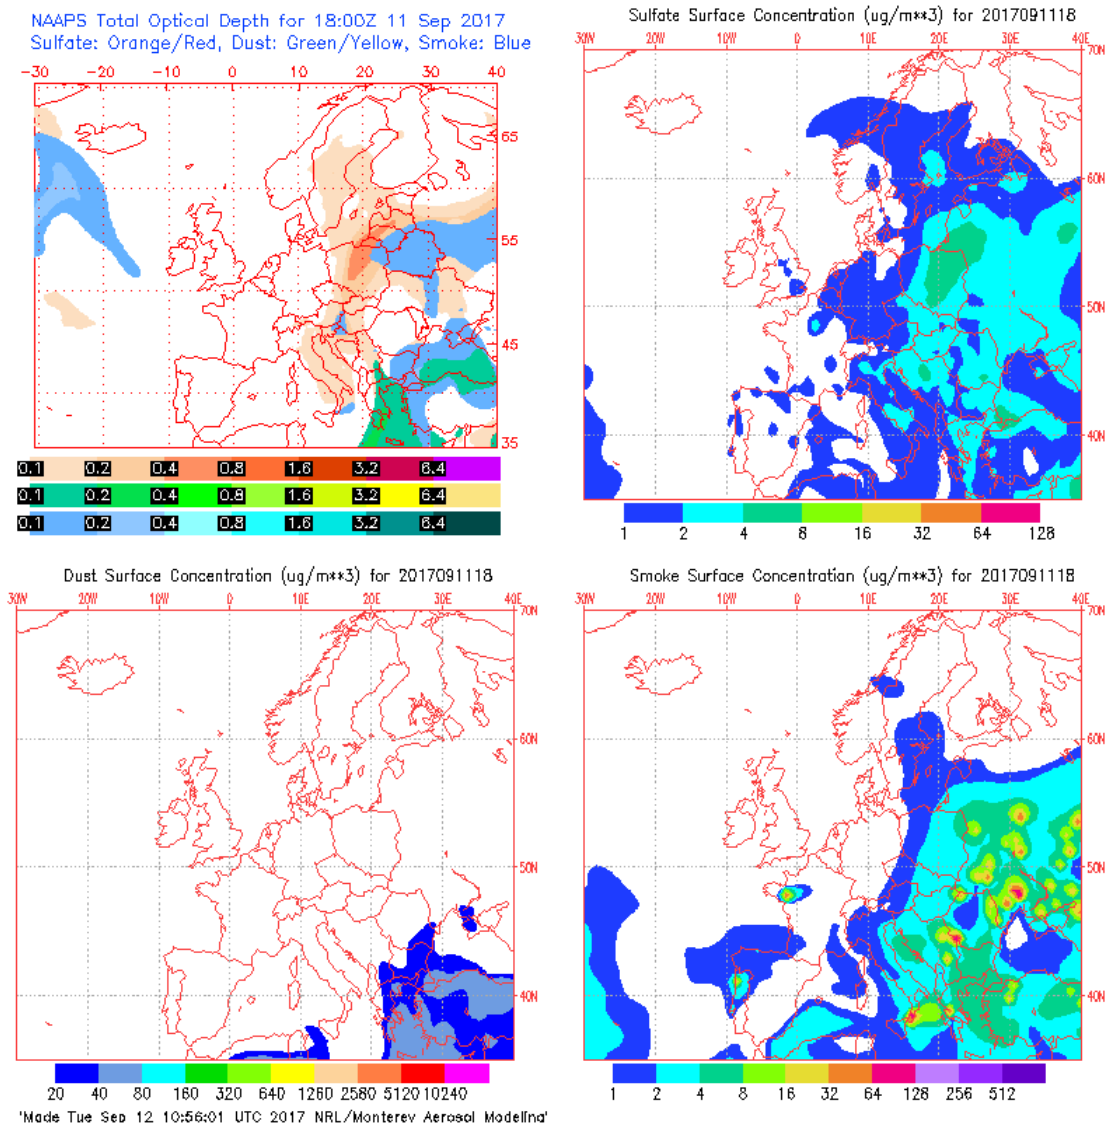 NAAPS Total Optical Depth for 18:00Z 11 Sep 2017
Sulfate: Orange/Red, Dust: Green/Yellow, Smoke: Blue
-30 -20 -10 0 10 20 30 40
65
55
45
35
0.1 0.2 0.4 0.8 1.6 3.2 6.4
0.1 0.2 0.4 0.8 1.6 3.2 6.4
0.1 0.2 0.4 0.8 1.6 3.2 6.4
Sulfate Surface Concentration (ug/m**3) for 2017091118
30W 20W 10W 0 10E 20E 30E 40E
70N
60N
50N
40N
1 2 4 8 16 32 64 128
Dust Surface Concentration (ug/m**3) for 2017091118
30W 20W 10W 0 10E 20E 30E 40E
70N
60N
50N
40N
20 40 80 160 320 640 1260 2580 5120 10240
Smoke Surface Concentration (ug/m**3) for 2017091118
30W 20W 10W 0 10E 20E 30E 40E
70N
60N
50N
40N
1 2 4 8 16 32 64 128 256 512
'Made Tue Sep 12 10:56:01 UTC 2017 NRL/Monterey Aerosol Modeling'